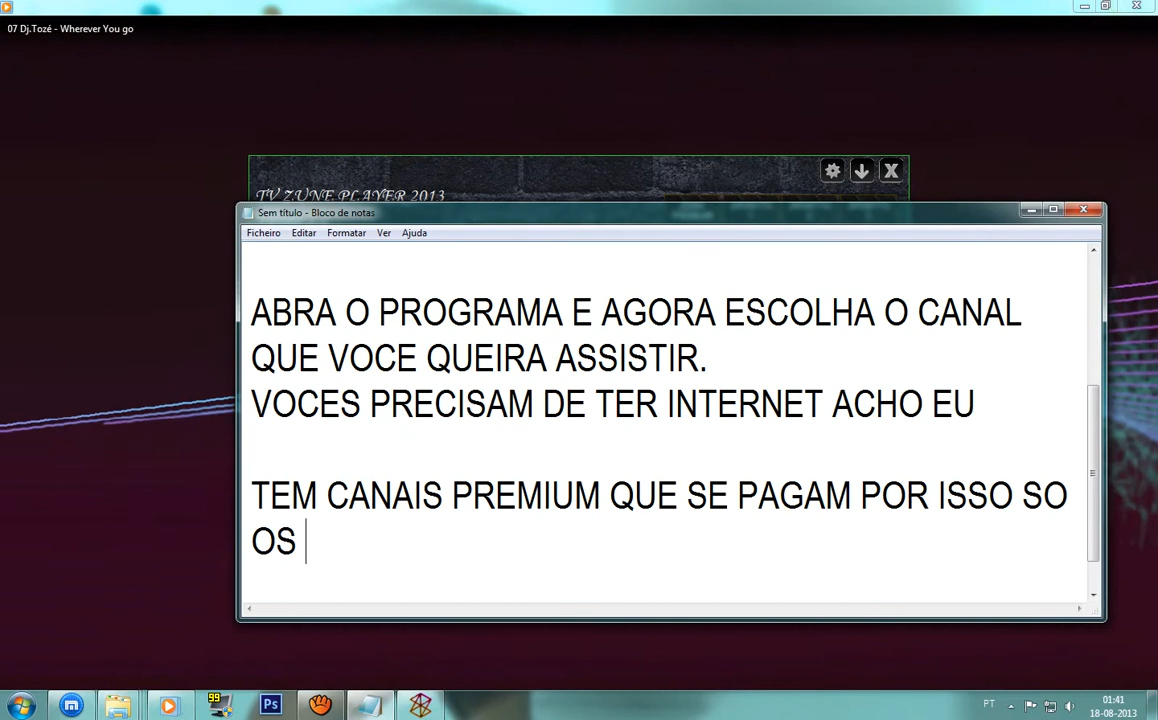 07 Dj.Tozé - Wherever You go
TV ZUNE PLAYER 2013
Sem título - Bloco de notas
Ficheiro Editar Formatar Ver Ajuda
ABRA O PROGRAMA E AGORA ESCOLHA O CANAL
QUE VOCE QUEIRA ASSISTIR.
VOCES PRECISAM DE TER INTERNET ACHO EU
TEM CANAIS PREMIUM QUE SE PAGAM POR ISSO SO
OS
99
Ps
PT
01:41
18-08-2013